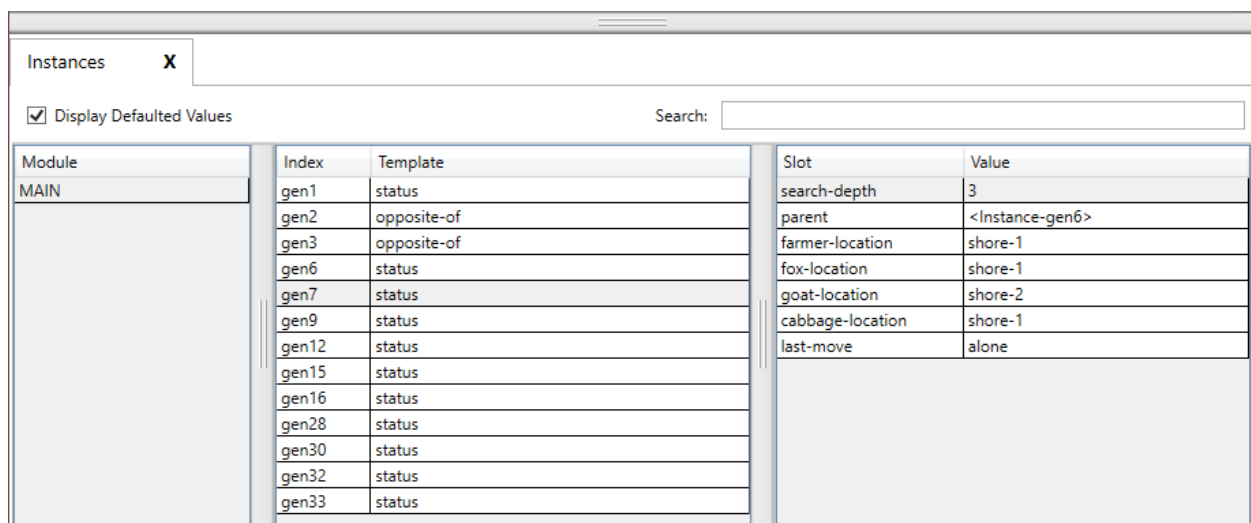 Instances X
Display Defaulted Values Search:
Module Index Template Slot Value
MAIN gen1 status search-depth 3
gen2 opposite-of parent <Instance-gen6>
gen3 opposite-of farmer-location shore-1
gen6 status fox-location shore-1
gen7 status goat-location shore-2
gen9 status cabbage-location shore-1
gen12 status last-move alone
gen15 status
gen16 status
gen28 status
gen30 status
gen32 status
gen33 status